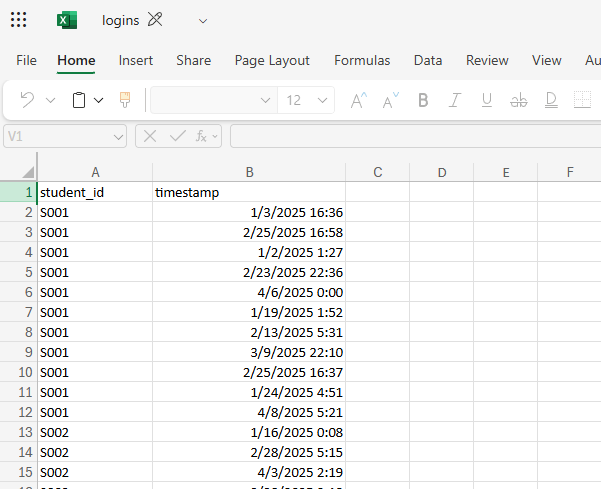 logins
File Home Insert Share Page Layout Formulas Data Review View Au
12 A A B I U ab D
V1 fx
A B C D E F
1 student_id timestamp
2 S001 1/3/2025 16:36
3 S001 2/25/2025 16:58
4 S001 1/2/2025 1:27
5 S001 2/23/2025 22:36
6 S001 4/6/2025 0:00
7 S001 1/19/2025 1:52
8 S001 2/13/2025 5:31
9 S001 3/9/2025 22:10
10 S001 2/25/2025 16:37
11 S001 1/24/2025 4:51
12 S001 4/8/2025 5:21
13 S002 1/16/2025 0:08
14 S002 2/28/2025 5:15
15 S002 4/3/2025 2:19